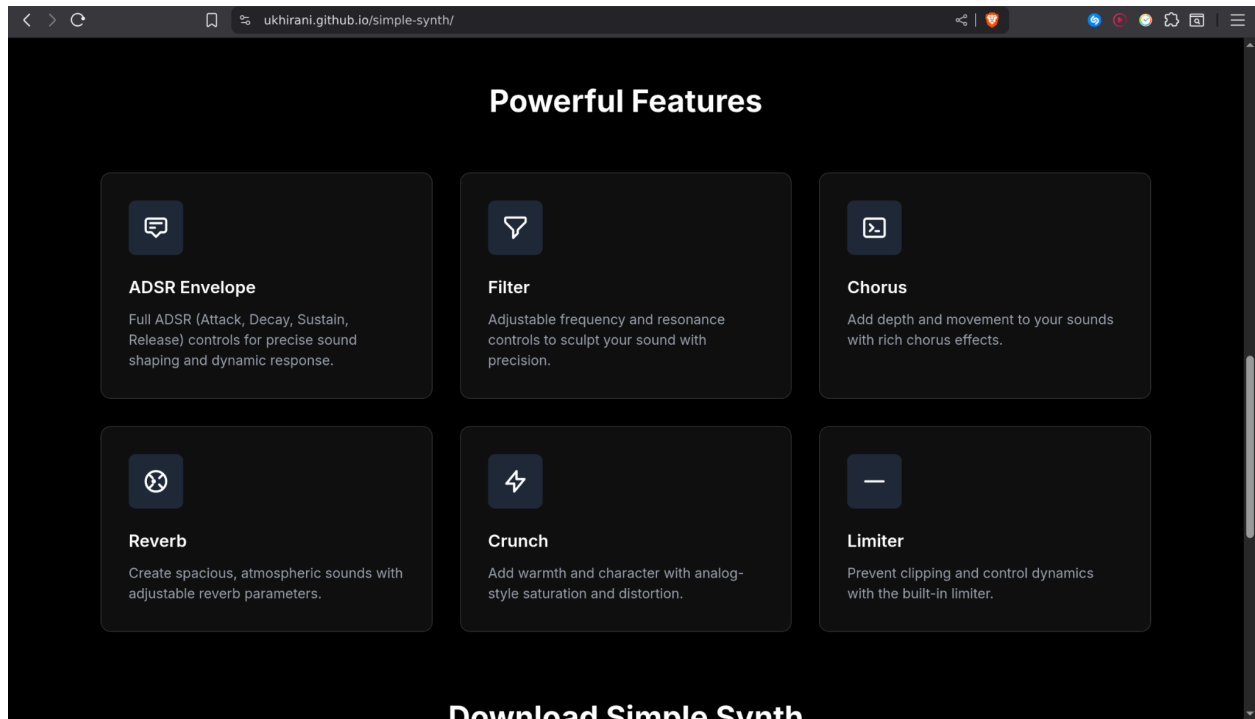 ukhirani.github.io/simple-synth/
Powerful Features
ADSR Envelope
Full ADSR (Attack, Decay, Sustain,
Release) controls for precise sound
shaping and dynamic response.
Filter
Adjustable frequency and resonance
controls to sculpt your sound with
precision.
Chorus
Add depth and movement to your sounds
with rich chorus effects.
Reverb
Create spacious, atmospheric sounds with
adjustable reverb parameters.
Crunch
Add warmth and character with analog-
style saturation and distortion.
Limiter
Prevent clipping and control dynamics
with the built-in limiter.
Download Simple Synth